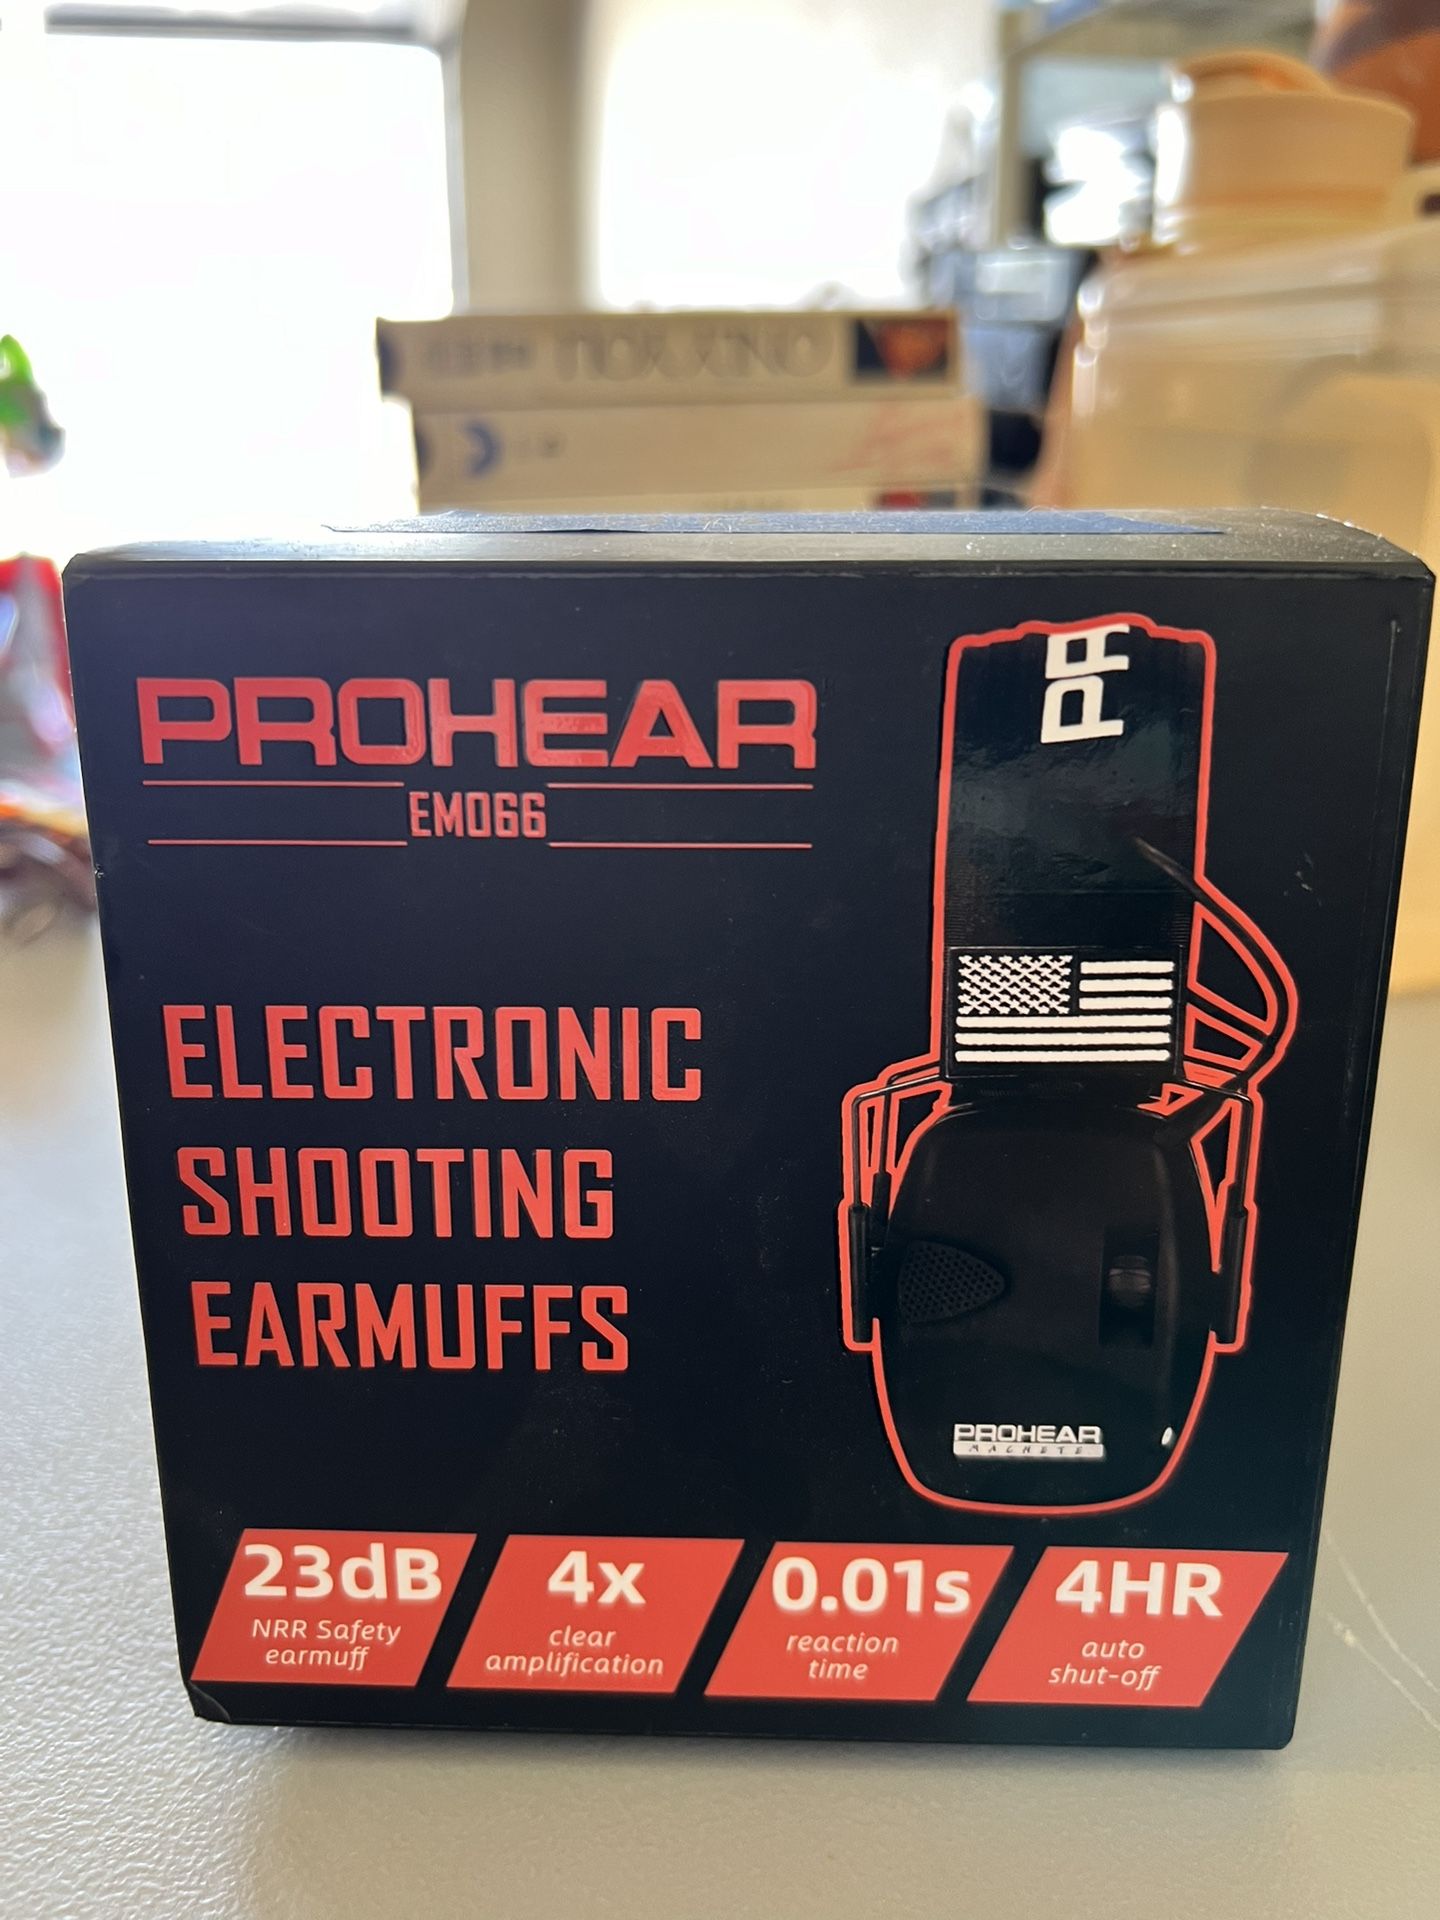 PROHEAR
EM066
ELECTRONIC
SHOOTING
EARMUFFS
PR
PROHEAR
MACHETE
23dB
NRR Safety
earmuff
4x
clear
amplification
0.01s
reaction
time
4HR
auto
shut-off